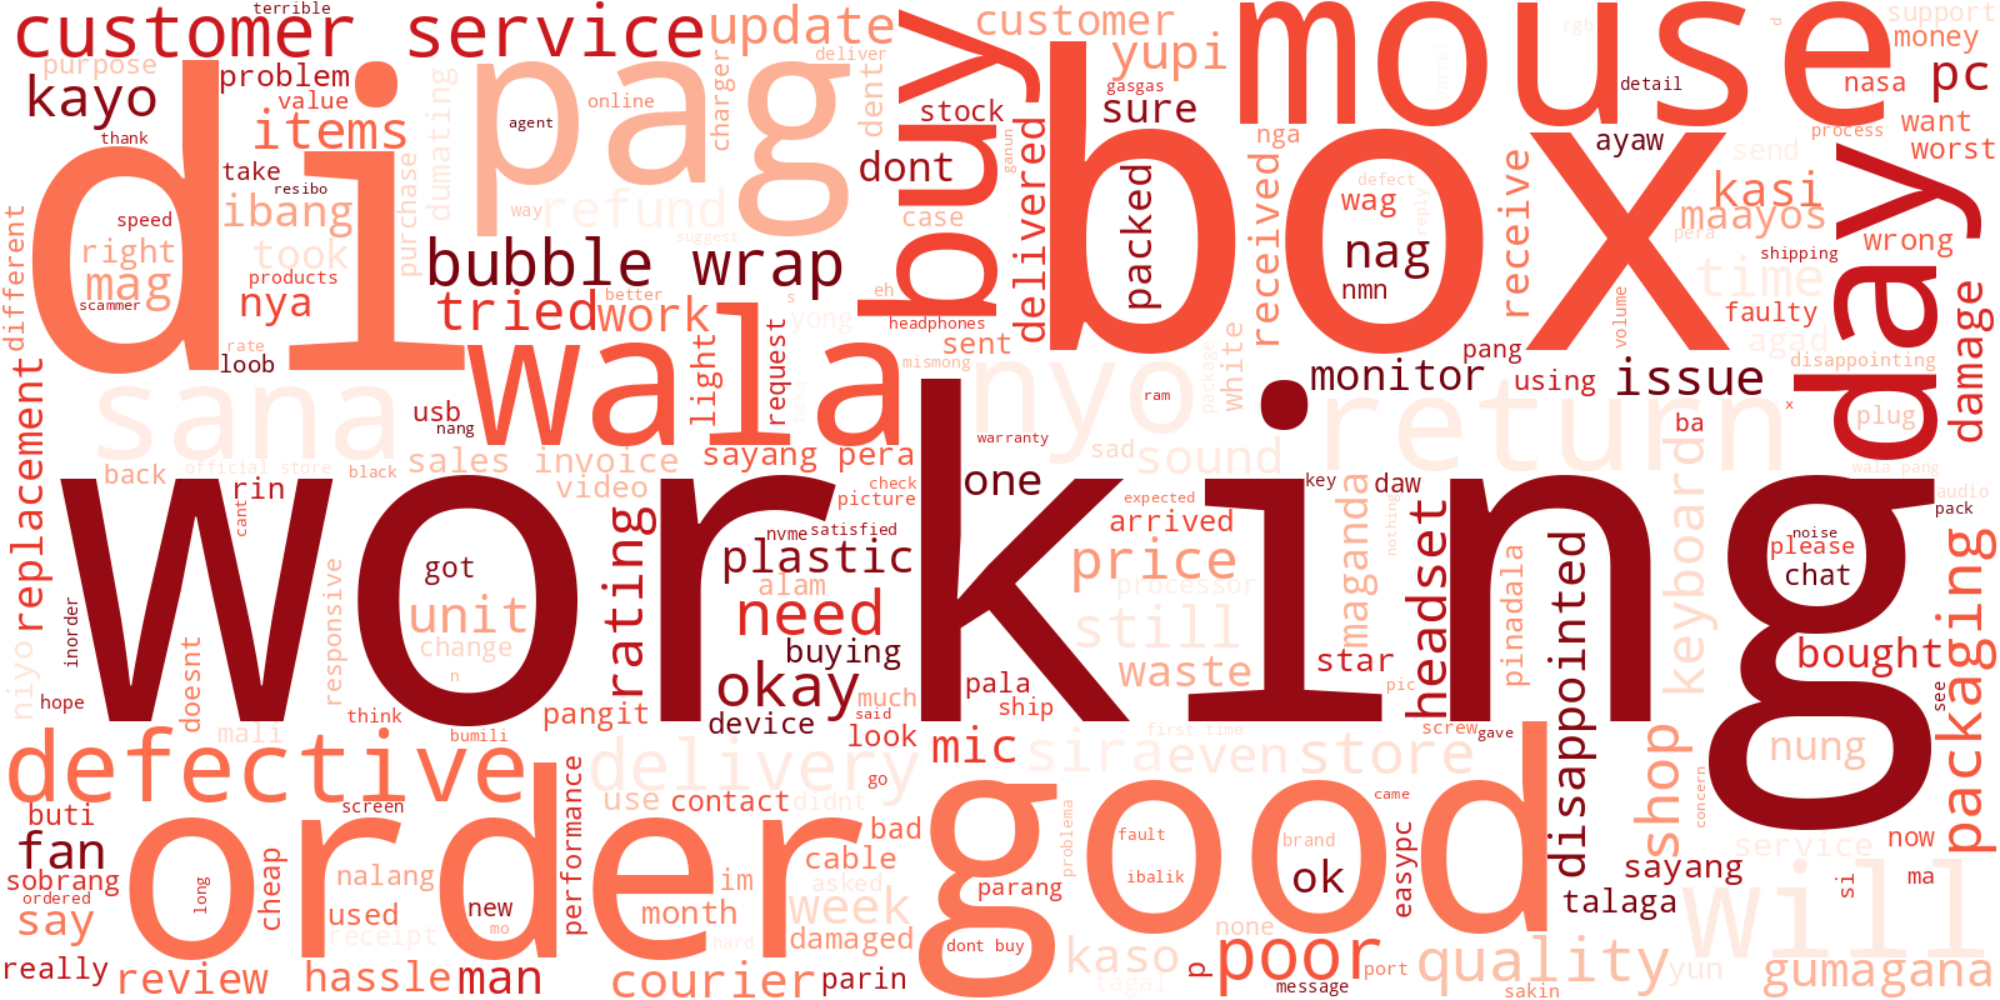 terrible
customer service
update
customer
mouse
support
money
purpose
problem
deliver
yupi
rgb
d
kayo
value
items
di
pag
online
charger
dent
buy
stock
gasgas
sure
detail
nasa
pc
thank
agent
dumating
purchase
dont
ganun
delivered
box
nga
received
receive
ayaw
process
want
worst
send
take
resibo
ibang
speed
right
mag
took
products
nya
scammer
way
refund
suggest
case
packed
defect
wag
reply
nag
nmn
kasi
maayos
pera
wrong
day
shipping
time
different
bubble wrap
tried
work
better
s
yong
eh
headphones
sent
white
volume
faulty
agad
damage
rate
loob
wala
light
request
mismong
nyo
package
pang
disappointing
monitor
using
issue
sana
usb
nang
ram
return
x
ba
plug
replacement
back
official store
black
sales invoice
sayang pera
warranty
sad
sound
wala pang
rin
cant
video
check
picture
one
key
daw
audio
pack
working
rating
nvme
satisfied
plastic
expected
arrived
maganda
nothing
headset
noise
please
chat
got
unit
change
n
alam
price
processor
pinadala
disappointed
keyboard
packaging
inorder
niyo
doesnt
responsive
need
buying
still
waste
star
bought
hope
think
pangit
okay
device
much
said
pala
ship
pic
see
mali
bumili
look
mic
first time
screw
gave
nung
defective
delivery
go
sira
even
store
shop
concern
buti
screen
performance
use
contact
didnt
problema
came
service
now
fan
order
bad
good
fault
brand
easypc
sobrang
ordered
say
long
cheap
nalang
used
receipt
new
mo
im
month
cable
asked
week
damaged
hard
parang
ibalik
ok
sayang
talaga
si
ma
will
dont buy
none
really
review
hassle
man
courier
parin
kaso
tagal
p
poor
message
port
quality
sakin
yun
gumagana